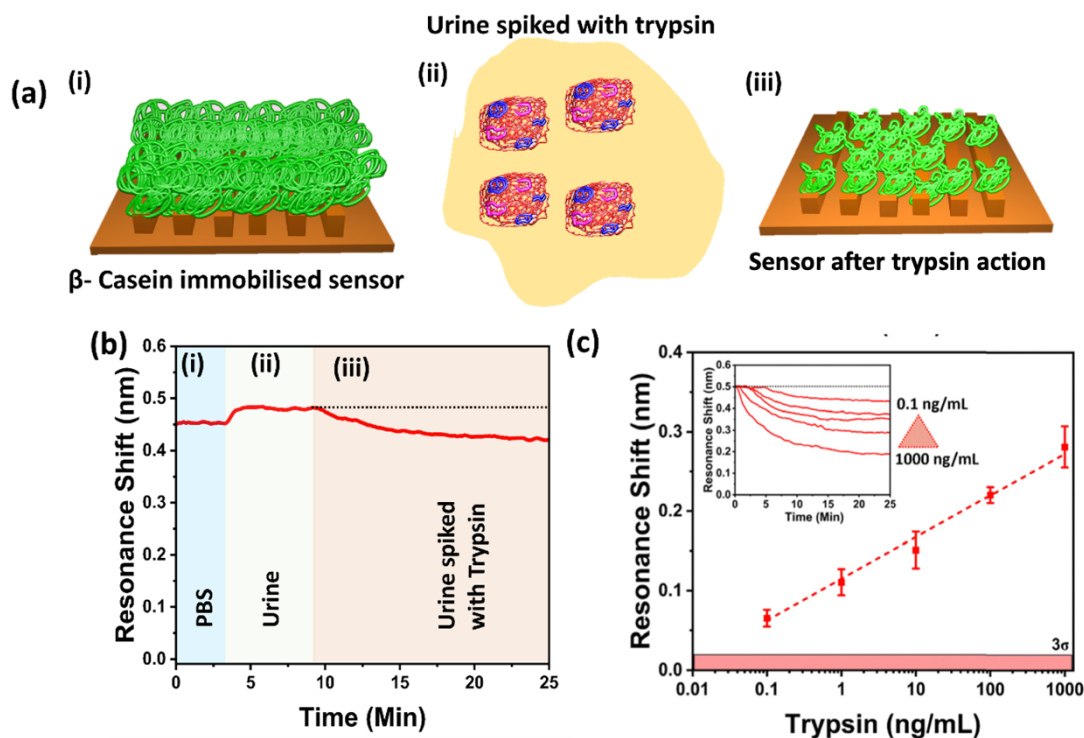 Urine spiked with trypsin
(a)
(i)
(ii)
(iii)
β- Casein immobilised sensor
Sensor after trypsin action
(b)
Resonance Shift (nm)
0.6
0.5
0.4
0.3
0.2
0.1
0.0
(i)
(ii)
(iii)
PBS
Urine
Urine spiked
with Trypsin
0
5
10
15
20
25
Time (Min)
(c)
Resonance Shift (nm)
0.4
0.3
0.2
0.1
0.0
Resonance Shift (nm)
0.5
0.4
0.3
0.2
0.1
0.0
0
5
10
15
20
25
Time (Min)
0.1 ng/mL
1000 ng/mL
3σ
0.01
0.1
1
10
100
1000
Trypsin (ng/mL)